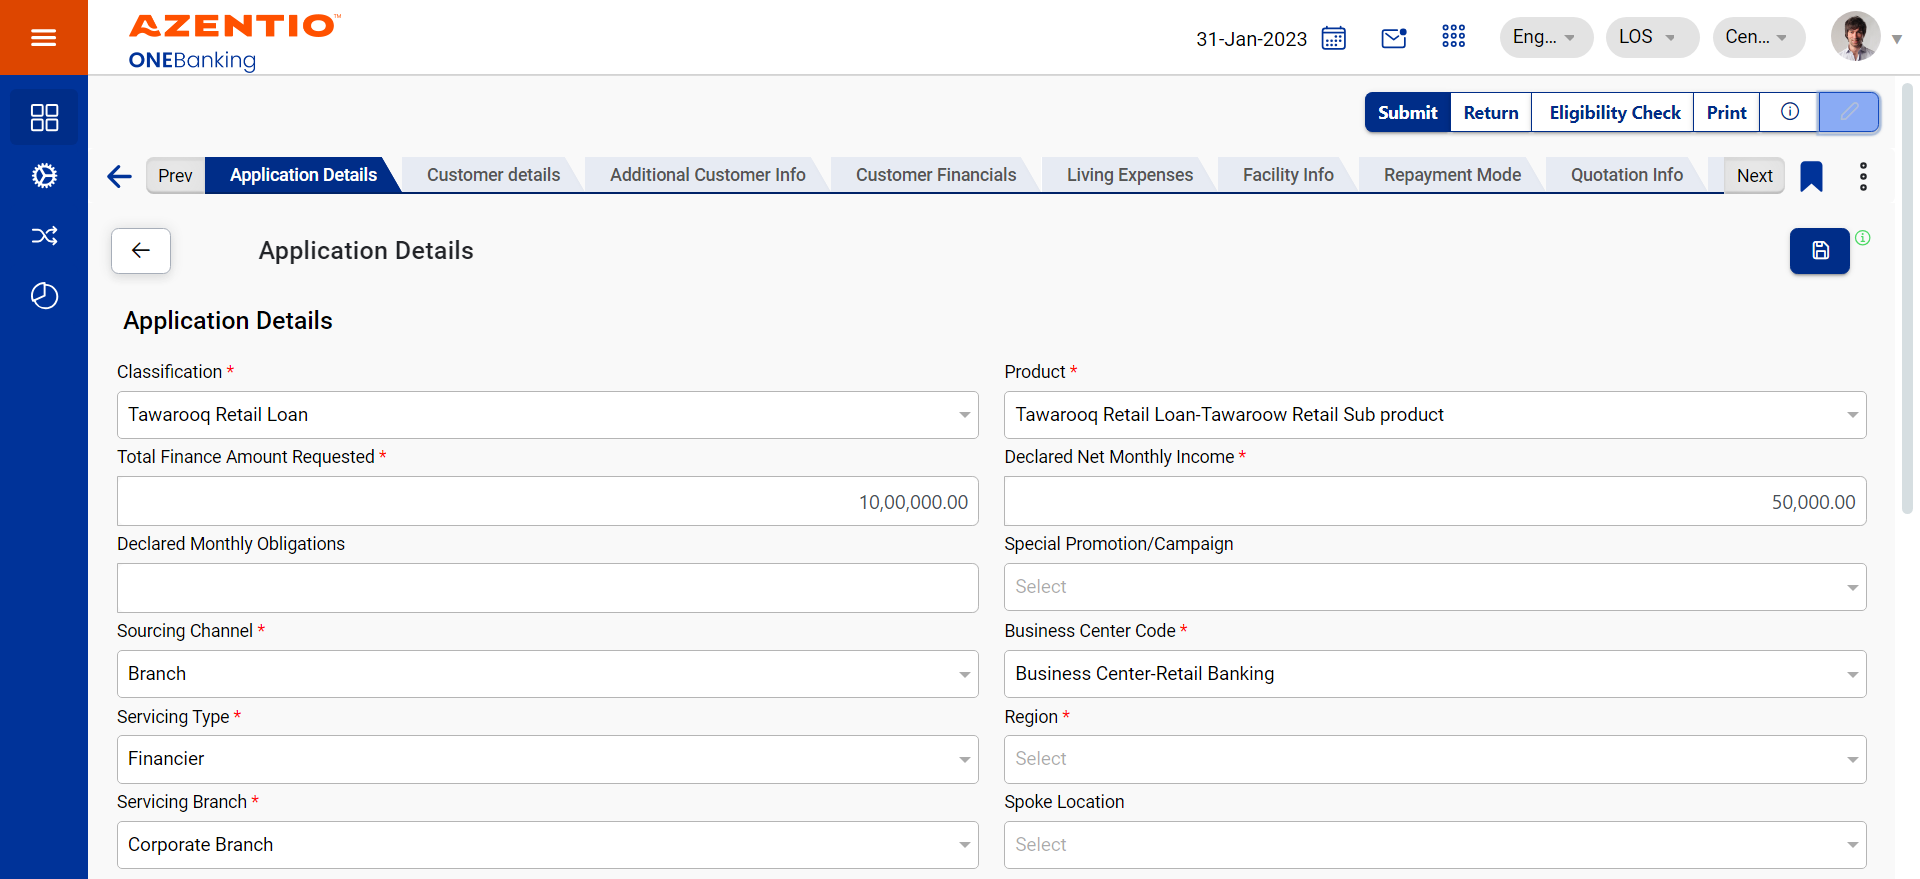 AZENTIO™
ONEBanking
31-Jan-2023
Eng...
LOS
Cen...
Submit
Return
Eligibility Check
Print
Prev
Application Details
Customer details
Additional Customer Info
Customer Financials
Living Expenses
Facility Info
Repayment Mode
Quotation Info
Next
Application Details
Application Details
Classification *
Product *
Tawarooq Retail Loan
Tawarooq Retail Loan-Tawaroow Retail Sub product
Total Finance Amount Requested *
Declared Net Monthly Income *
10,00,000.00
50,000.00
Declared Monthly Obligations
Special Promotion/Campaign
Select
Sourcing Channel *
Business Center Code *
Branch
Business Center-Retail Banking
Servicing Type *
Region *
Financier
Select
Servicing Branch *
Spoke Location
Corporate Branch
Select